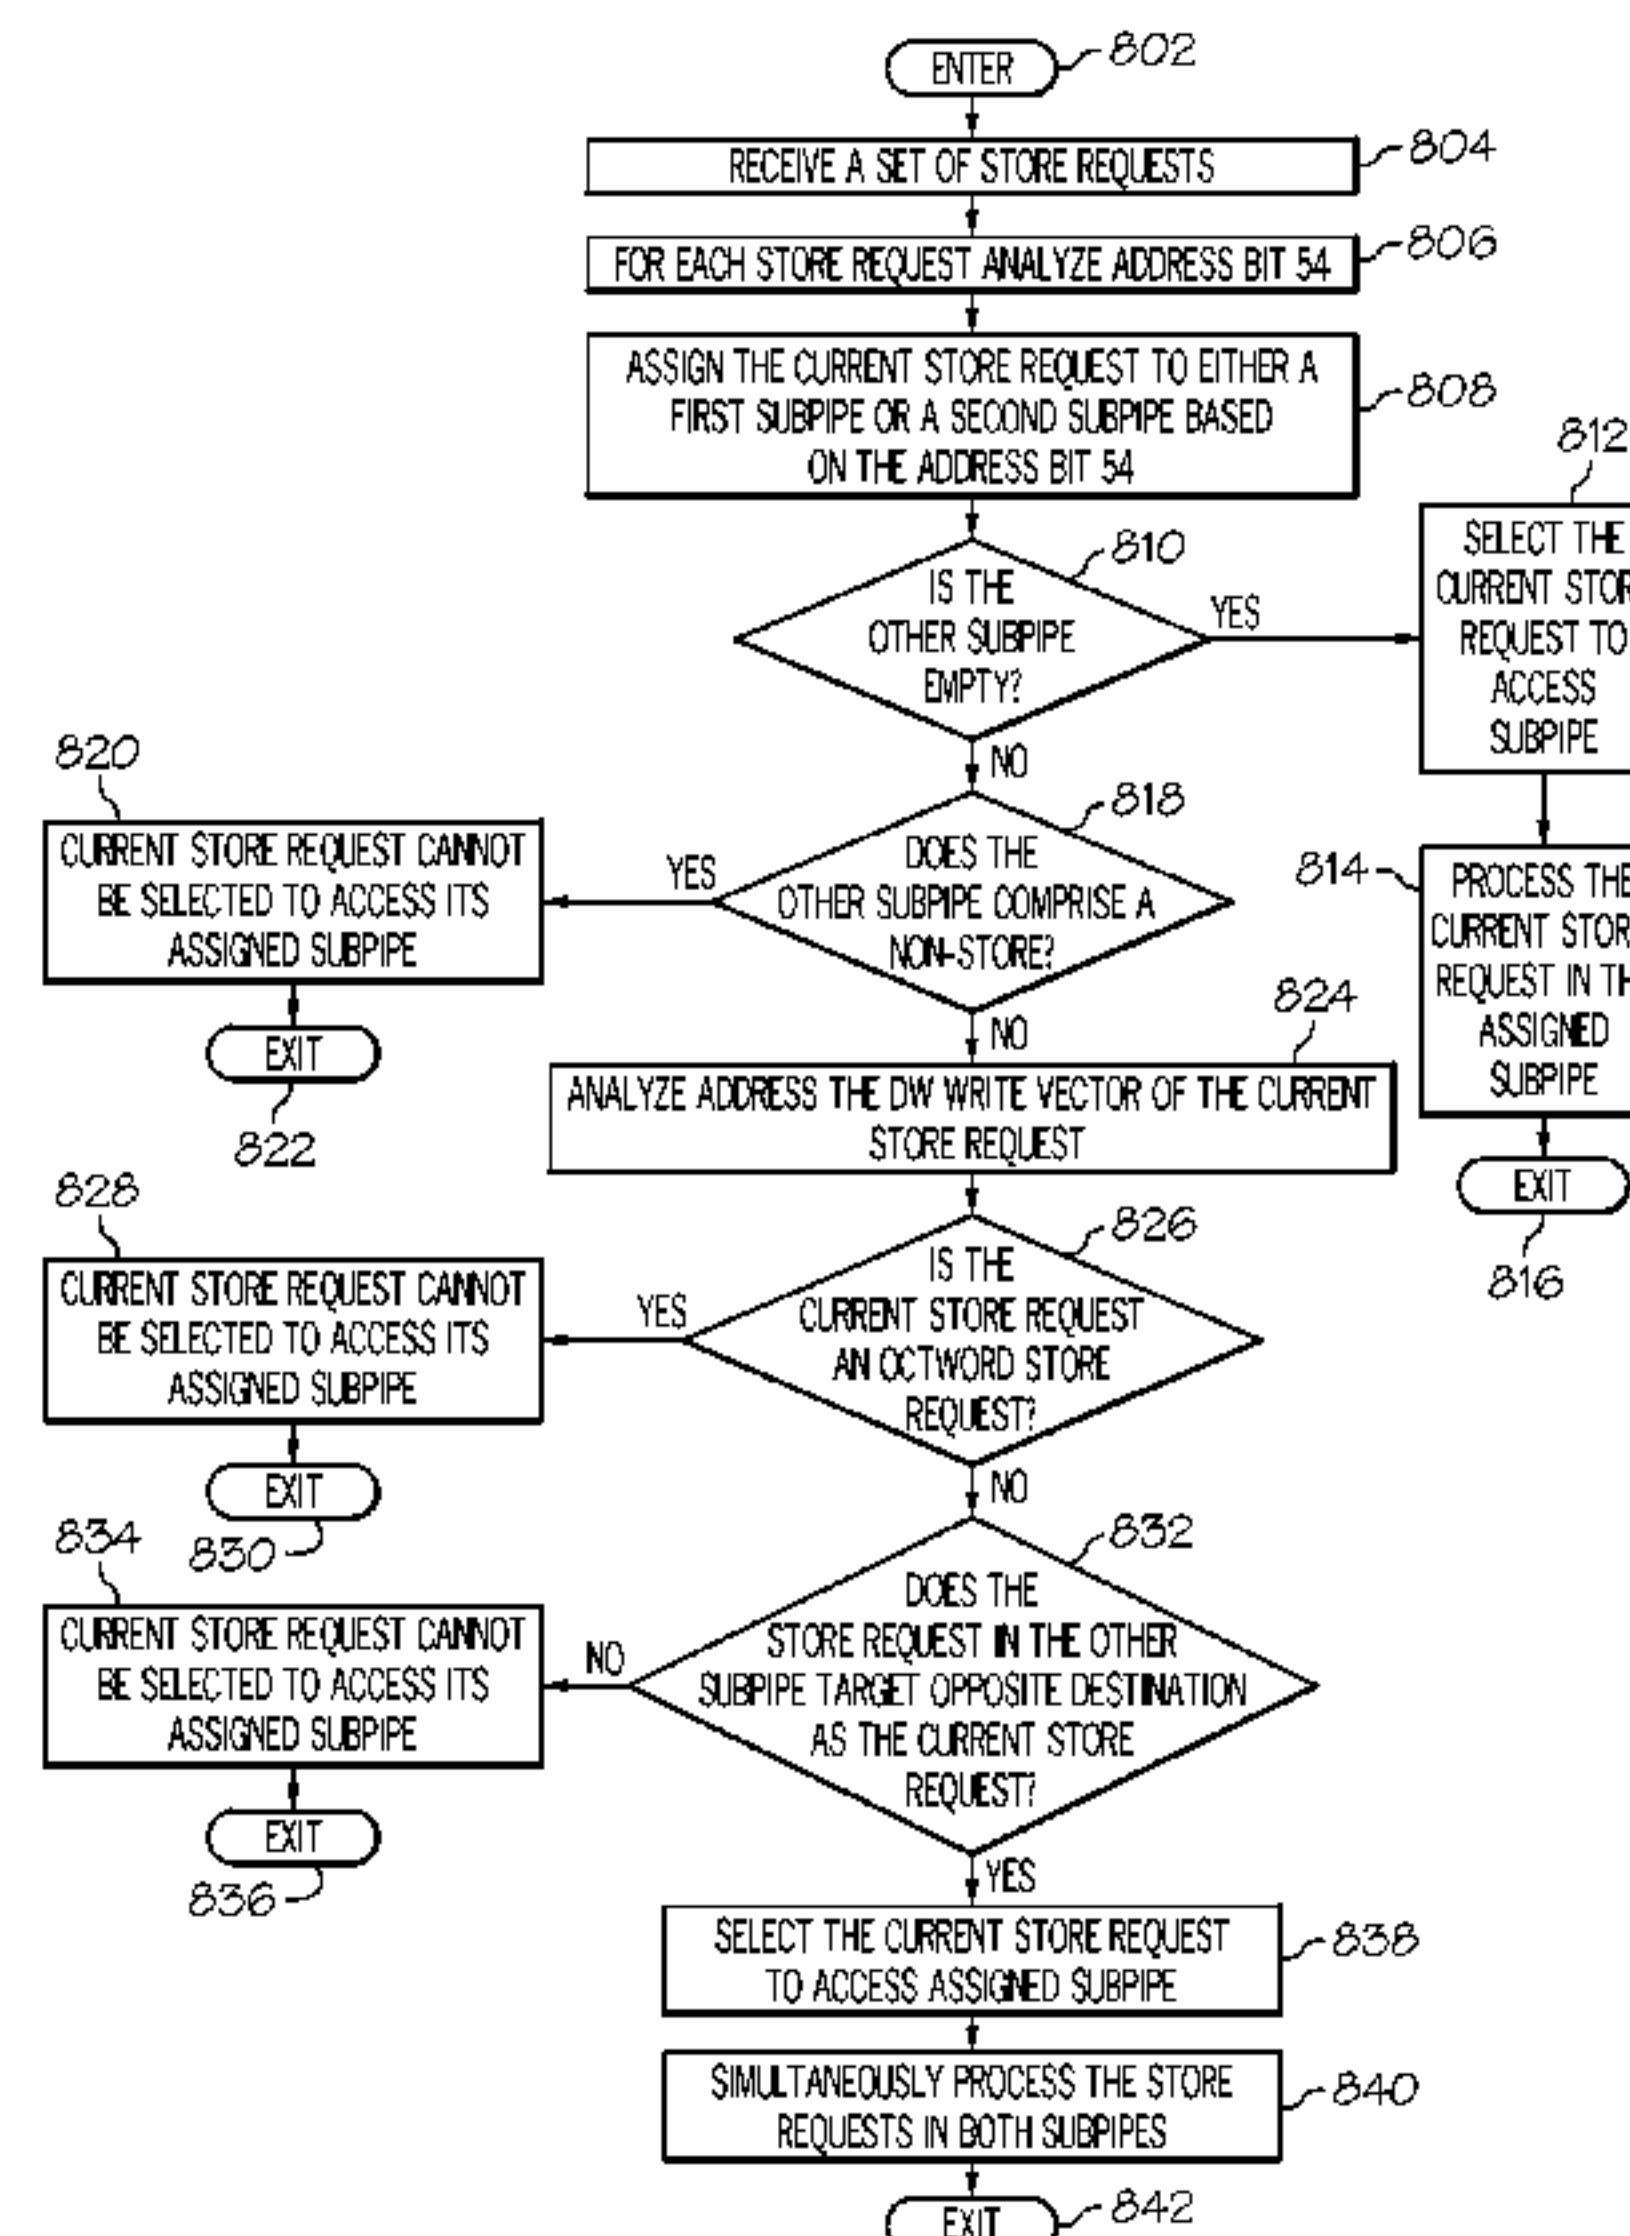 ENTER
802
RECEIVE A SET OF STORE REQUESTS
804
FOR EACH STORE REQUEST ANALYZE ADDRESS BIT 54
806
ASSIGN THE CURRENT STORE REQUEST TO EITHER A
FIRST SUBPIPE OR A SECOND SUBPIPE BASED
ON THE ADDRESS BIT 54
808
810
IS THE
OTHER SUBPIPE
EMPTY?
YES
NO
812
SELECT THE
CURRENT STOR
REQUEST TO
ACCESS
SUBPIPE
814
PROCESS THE
CURRENT STOR
REQUEST IN TH
ASSIGNED
SUBPIPE
EXIT
816
818
DOES THE
OTHER SUBPIPE COMPRISE A
NON-STORE?
YES
NO
820
CURRENT STORE REQUEST CANNOT
BE SELECTED TO ACCESS ITS
ASSIGNED SUBPIPE
EXIT
822
824
ANALYZE ADDRESS THE DW WRITE VECTOR OF THE CURRENT
STORE REQUEST
826
IS THE
CURRENT STORE REQUEST
AN OCTWORD STORE
REQUEST?
YES
NO
828
CURRENT STORE REQUEST CANNOT
BE SELECTED TO ACCESS ITS
ASSIGNED SUBPIPE
EXIT
830
832
DOES THE
STORE REQUEST IN THE OTHER
SUBPIPE TARGET OPPOSITE DESTINATION
AS THE CURRENT STORE
REQUEST?
NO
YES
834
CURRENT STORE REQUEST CANNOT
BE SELECTED TO ACCESS ITS
ASSIGNED SUBPIPE
EXIT
836
SELECT THE CURRENT STORE REQUEST
TO ACCESS ASSIGNED SUBPIPE
838
SIMULTANEOUSLY PROCESS THE STORE
REQUESTS IN BOTH SUBPIPES
840
EXIT
842